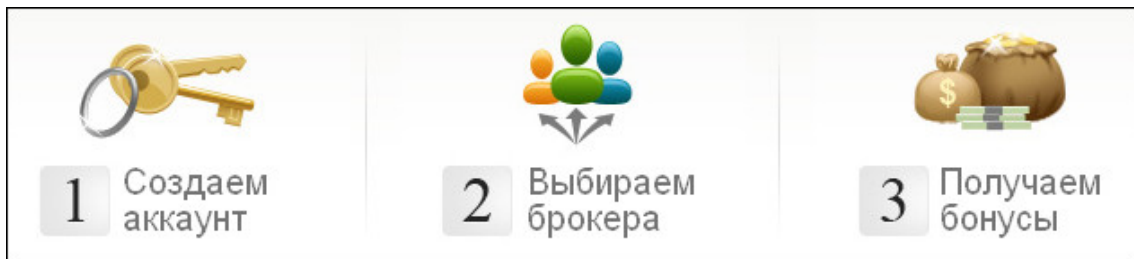 $
1 Создаем
аккаунт
2 Выбираем
брокера
3 Получаем
бонусы